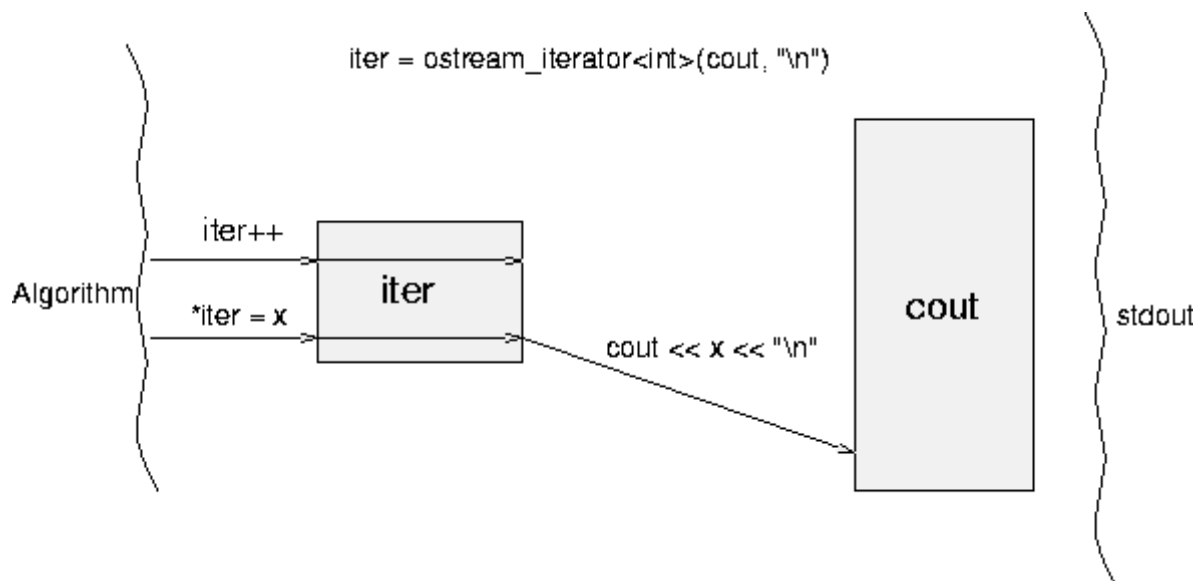 iter = ostream_iterator<int>(cout, "\n")
iter++
iter
Algorithm
*iter = x
cout
stdout
cout << x << "\n"